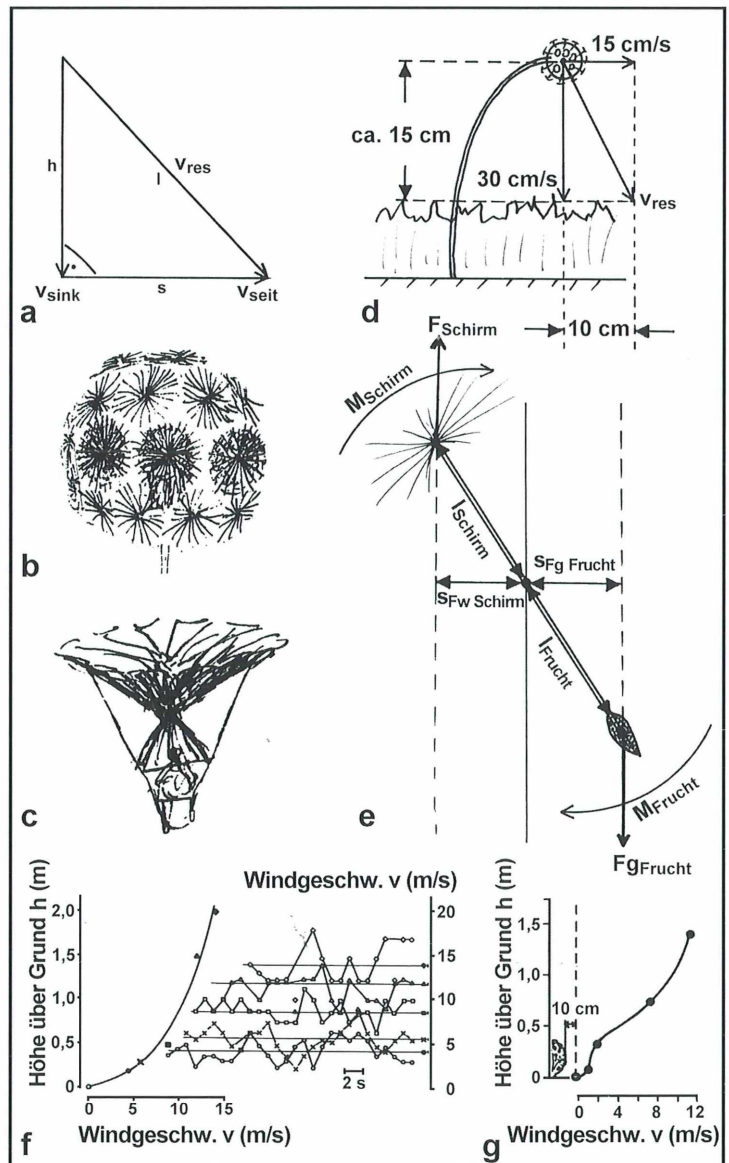 h
v_res
l
v_sink
s
v_seit
a
15 cm/s
ca. 15 cm
30 cm/s
v_res
d
10 cm
b
F_Schirm
M_Schirm
l_Schirm
s_Fg Frucht
s_Fw Schirm
l_Frucht
M_Frucht
Fg_Frucht
e
c
Windgeschw. v (m/s)
Höhe über Grund h (m)
2,0
1,5
1,0
0,5
0
20
15
10
5
0
2 s
0 5 10 15
Windgeschw. v (m/s)
f
Höhe über Grund h (m)
1,5
1,0
0,5
0
10 cm
0 4 8 12
Windgeschw. v (m/s)
g